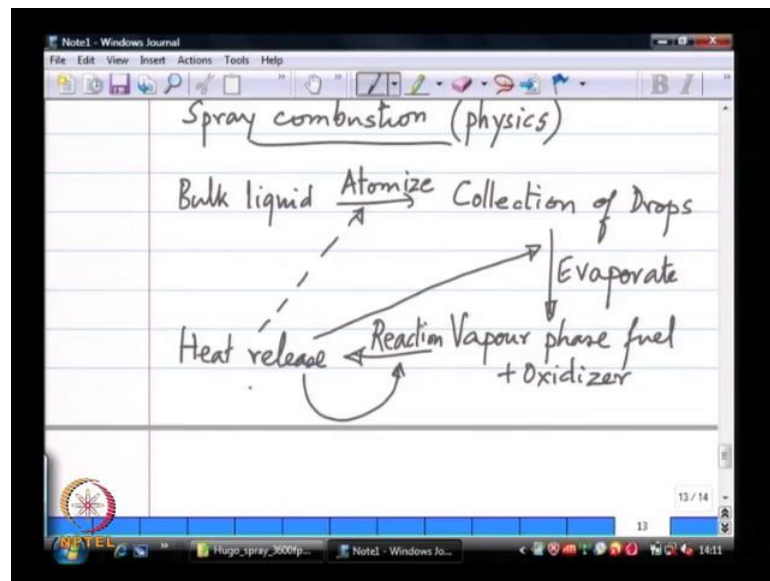 Note1 - Windows Journal
File Edit View Insert Actions Tools Help
B I
Spray combustion (physics)
Bulk liquid Atomize Collection of Drops
Evaporate
Heat release Reaction Vapour phase fuel
+ Oxidizer
13 / 14
13
NPTEL
Hugo_spray_3600fp... Note1 - Windows Jo... 14:11